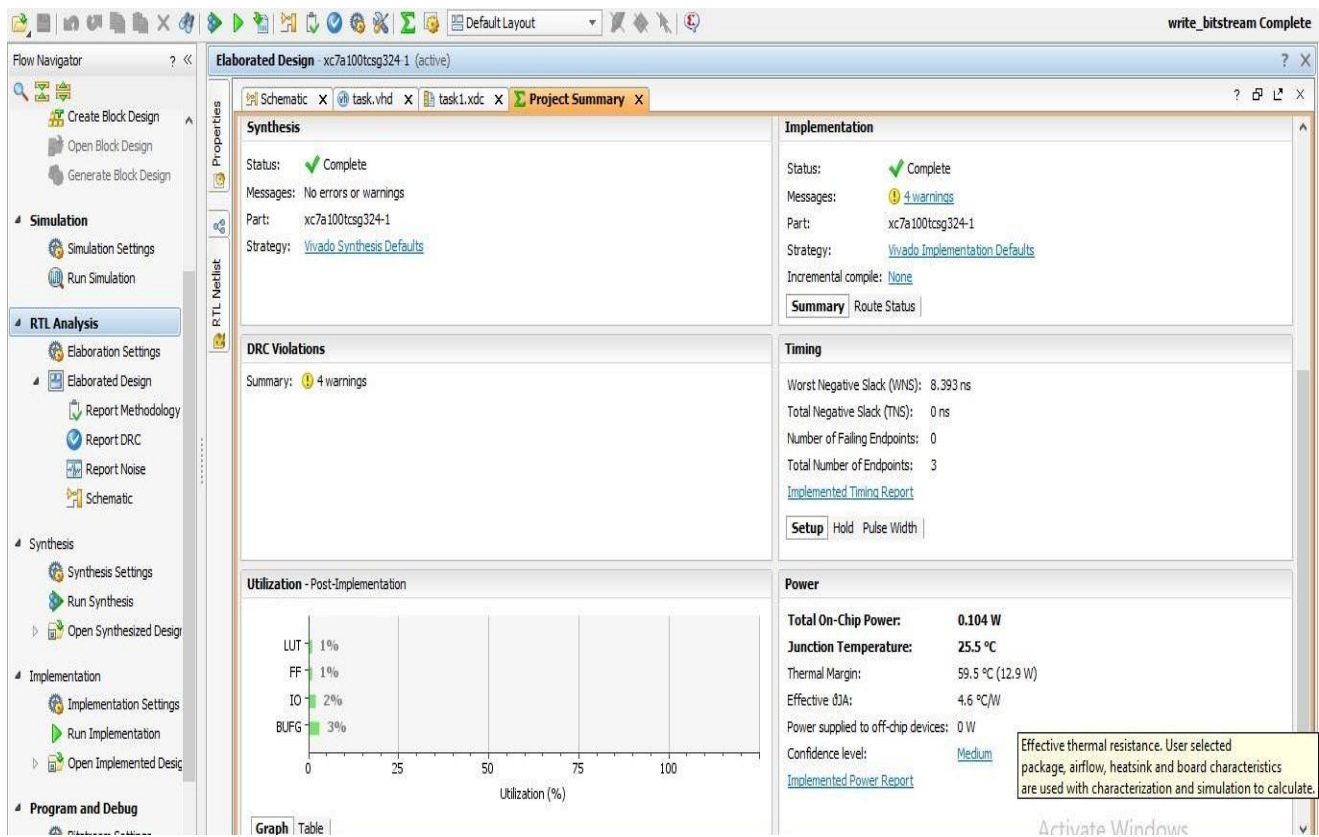 Default Layout
write_bitstream Complete
Flow Navigator ? «
Elaborated Design - xc7a100tcsg324-1 (active) ? X
Create Block Design
Open Block Design
Generate Block Design
Simulation
Simulation Settings
Run Simulation
RTL Analysis
Elaboration Settings
Elaborated Design
Report Methodology
Report DRC
Report Noise
Schematic
Synthesis
Synthesis Settings
Run Synthesis
Open Synthesized Desigr
Implementation
Implementation Settings
Run Implementation
Open Implemented Desig
Program and Debug
Properties
RTL Netlist
Schematic X task.vhd X task1.xdc X Σ Project Summary X
Synthesis
Status: Complete
Messages: No errors or warnings
Part: xc7a100tcsg324-1
Strategy: Vivado Synthesis Defaults
Implementation
Status: Complete
Messages: 4 warnings
Part: xc7a100tcsg324-1
Strategy: Vivado Implementation Defaults
Incremental compile: None
Summary Route Status
DRC Violations
Summary: 4 warnings
Timing
Worst Negative Slack (WNS): 8.393 ns
Total Negative Slack (TNS): 0 ns
Number of Failing Endpoints: 0
Total Number of Endpoints: 3
Implemented Timing Report
Setup Hold Pulse Width
Utilization - Post-Implementation
LUT 1%
FF 1%
IO 2%
BUFG 3%
0 25 50 75 100
Utilization (%)
Graph Table
Power
Total On-Chip Power: 0.104 W
Junction Temperature: 25.5 °C
Thermal Margin: 59.5 °C (12.9 W)
Effective ϑJA: 4.6 °C/W
Power supplied to off-chip devices: 0 W
Confidence level: Medium
Implemented Power Report
Effective thermal resistance. User selected
package, airflow, heatsink and board characteristics
are used with characterization and simulation to calculate.
Activate Windows